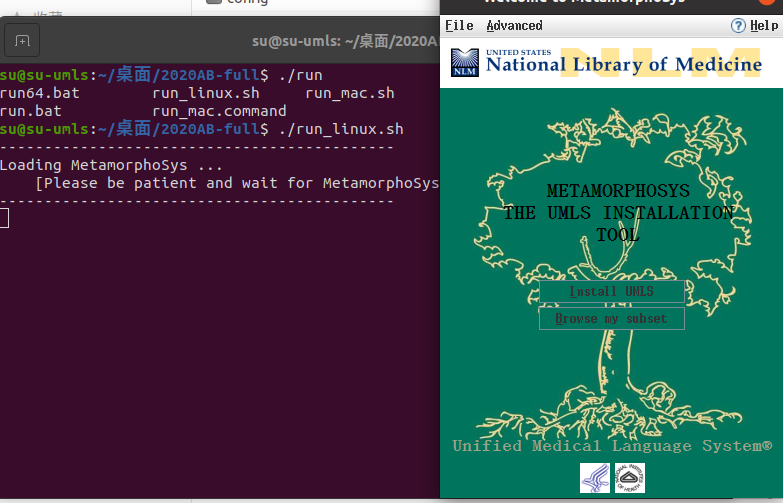 config
su@su-umls: ~/桌面/2020A
su@su-umls:~/桌面/2020AB-full$ ./run
run64.bat run_linux.sh run_mac.sh
run.bat run_mac.command
su@su-umls:~/桌面/2020AB-full$ ./run_linux.sh
--------------------------------------------
Loading MetamorphoSys ...
[Please be patient and wait for MetamorphoSys
--------------------------------------------
Welcome to MetamorphoSys
File Advanced Help
UNITED STATES
National Library of Medicine
NLM
NLM
METAMORPHOSYS
THE UMLS INSTALLATION
TOOL
Install UMLS
Browse my subset
Unified Medical Language System®